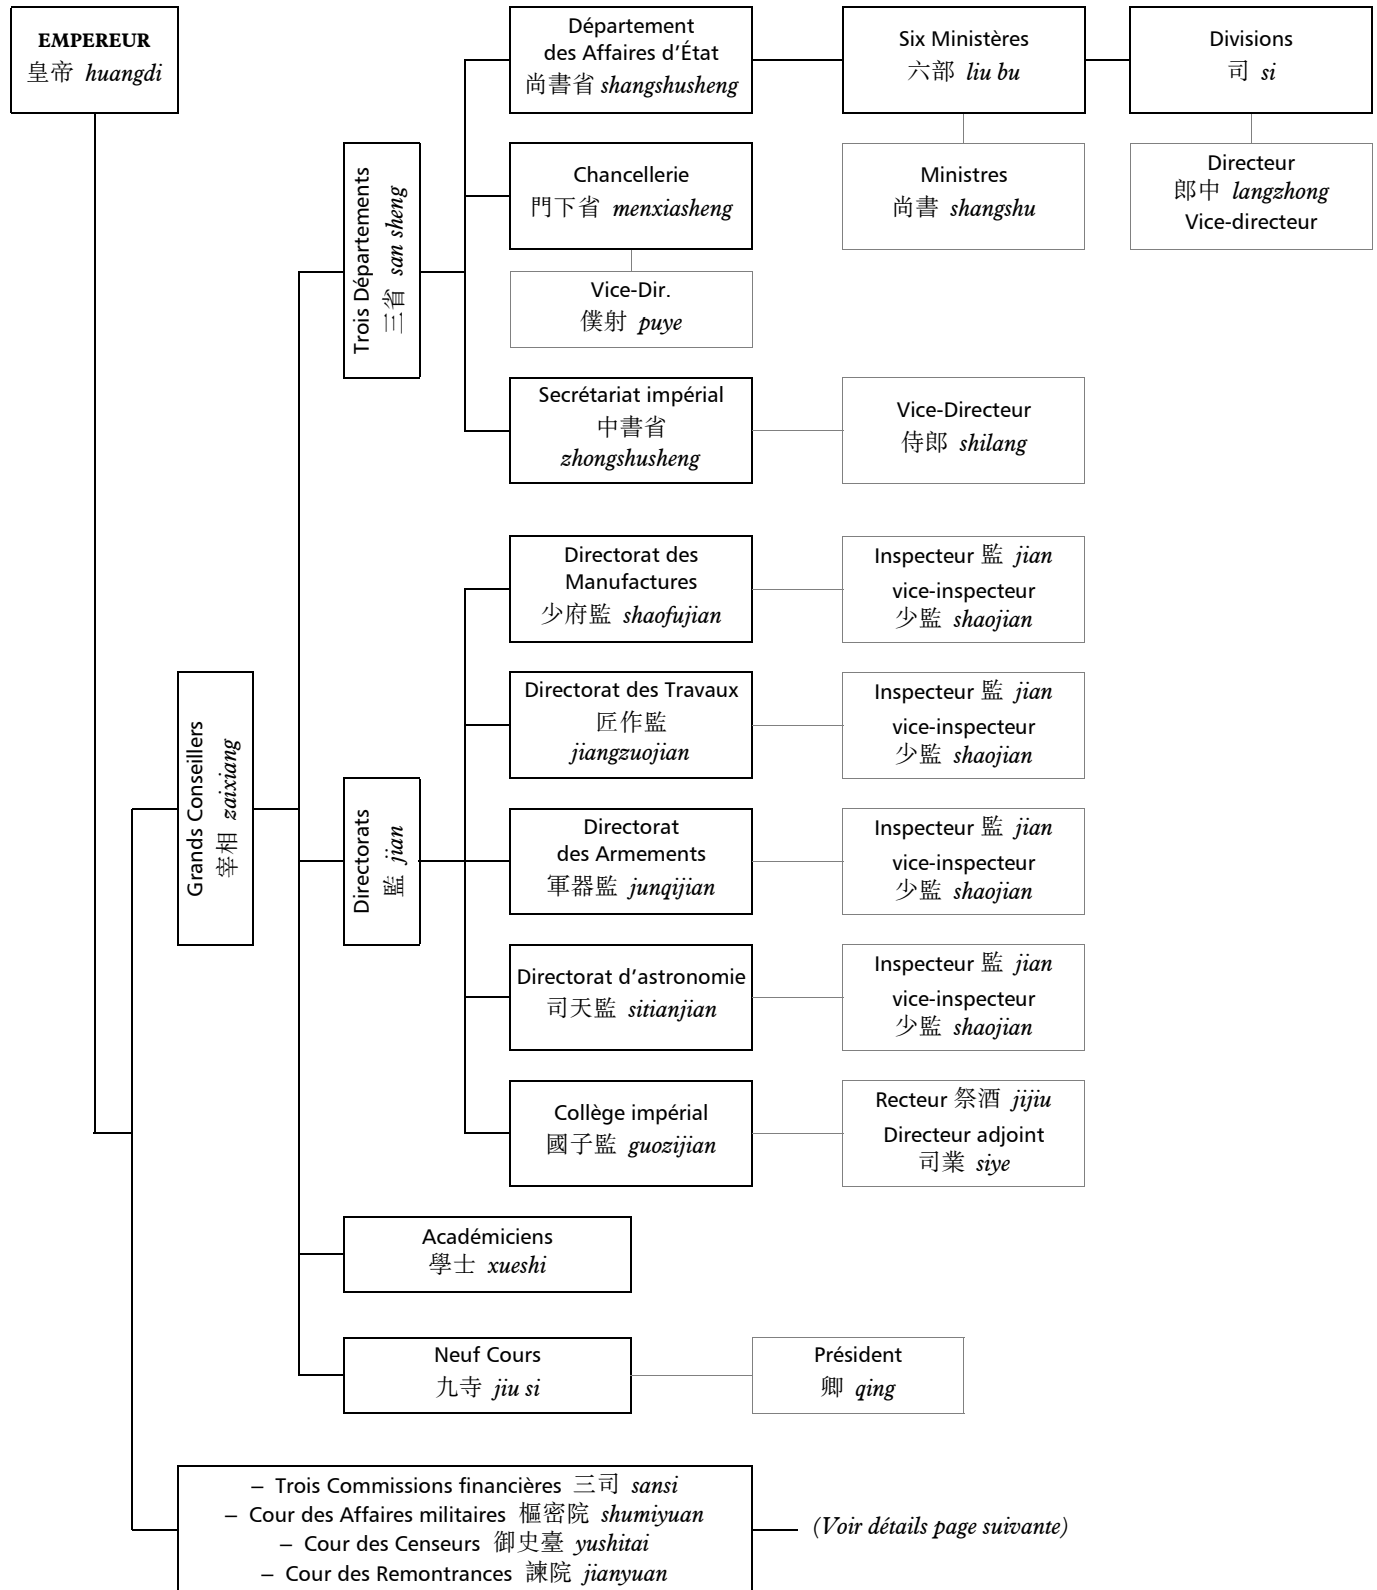 EMPEREUR
皇帝 huangdi
Département
des Affaires d’État
尚書省 shangshusheng
Six Ministères
六部 liu bu
Divisions
司 si
Trois Départements
三省 san sheng
Chancellerie
門下省 menxiasheng
Ministres
尚書 shangshu
Directeur
郎中 langzhong
Vice-directeur
Vice-Dir.
僕射 puye
Secrétariat impérial
中書省
zhongshusheng
Vice-Directeur
侍郎 shilang
Grands Conseillers
宰相 zaixiang
Directorats
監 jian
Directorat des
Manufactures
少府監 shaofujian
Inspecteur 監 jian
vice-inspecteur
少監 shaojian
Directorat des Travaux
匠作監
jiangzuojian
Inspecteur 監 jian
vice-inspecteur
少監 shaojian
Directorat
des Armements
軍器監 junqijian
Inspecteur 監 jian
vice-inspecteur
少監 shaojian
Directorat d’astronomie
司天監 sitianjian
Inspecteur 監 jian
vice-inspecteur
少監 shaojian
Collège impérial
國子監 guozijian
Recteur 祭酒 jijiu
Directeur adjoint
司業 siye
Académiciens
學士 xueshi
Neuf Cours
九寺 jiu si
Président
卿 qing
– Trois Commissions financières 三司 sansi
– Cour des Affaires militaires 樞密院 shumiyuan
– Cour des Censeurs 御史臺 yushitai
– Cour des Remontrances 諫院 jianyuan
(Voir détails page suivante)